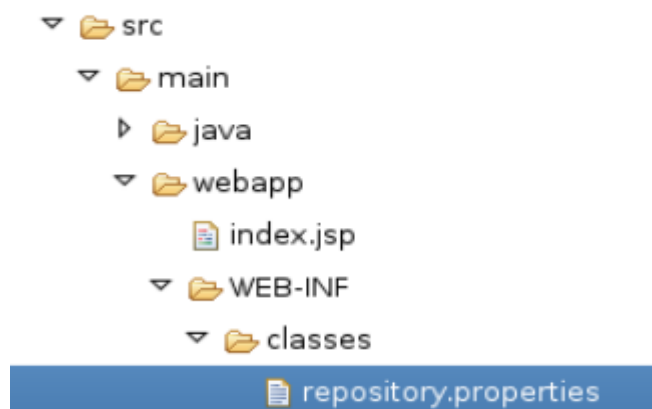 src
main
java
webapp
index.jsp
WEB-INF
classes
repository.properties